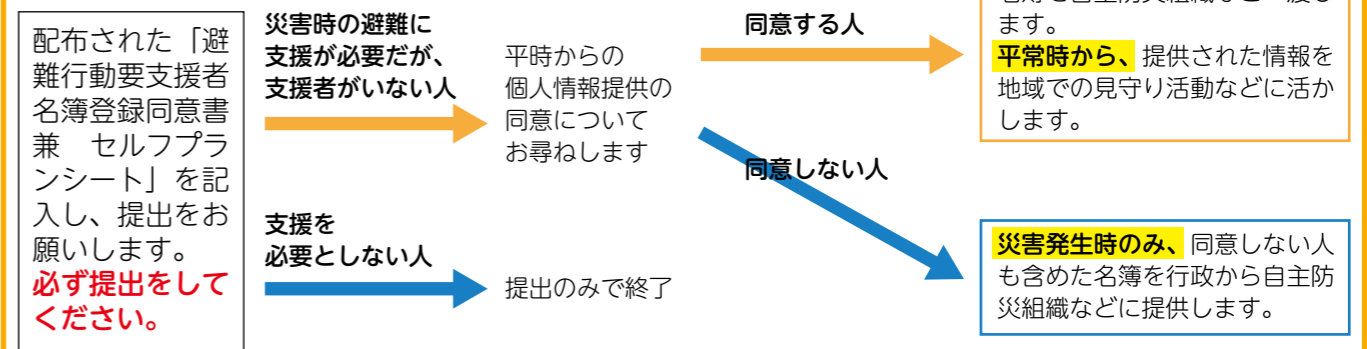 配布された「避
難行動要支援者
名簿登録同意書
兼　セルフプラ
ンシート」を記
入し、提出をお
願いします。
必ず提出をして
ください。
災害時の避難に
支援が必要だが、
支援者がいない人
平時からの
個人情報提供の
同意について
お尋ねします
同意する人
ます。
平常時から、提供された情報を
地域での見守り活動などに活か
します。
同意しない人
災害発生時のみ、同意しない人
も含めた名簿を行政から自主防
災組織などに提供します。
支援を
必要としない人
提出のみで終了